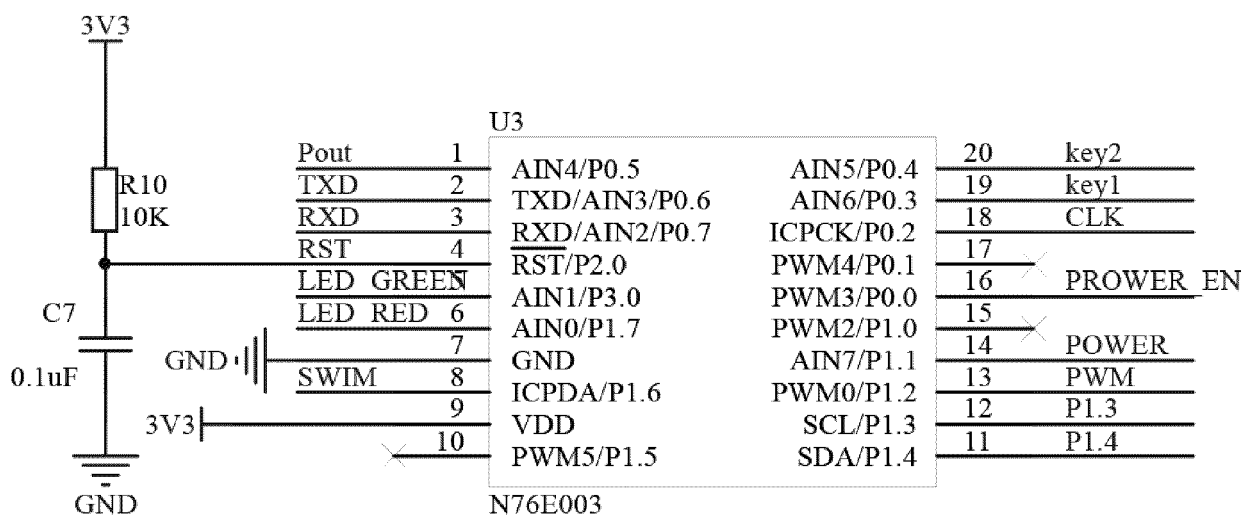 3V3
U3
Pout 1 AIN4/P0.5 AIN5/P0.4 20 key2
R10 TXD 2 TXD/AIN3/P0.6 AIN6/P0.3 19 key1
10K RXD 3 RXD/AIN2/P0.7 ICPCK/P0.2 18 CLK
RST 4 RST/P2.0 PWM4/P0.1 17
LED_GREEN 5 AIN1/P3.0 PWM3/P0.0 16 PROWER_EN
C7 LED_RED 6 AIN0/P1.7 PWM2/P1.0 15
GND 7 GND AIN7/P1.1 14 POWER
0.1uF SWIM 8 ICPDA/P1.6 PWM0/P1.2 13 PWM
3V3 9 VDD SCL/P1.3 12 P1.3
10 PWM5/P1.5 SDA/P1.4 11 P1.4
GND N76E003